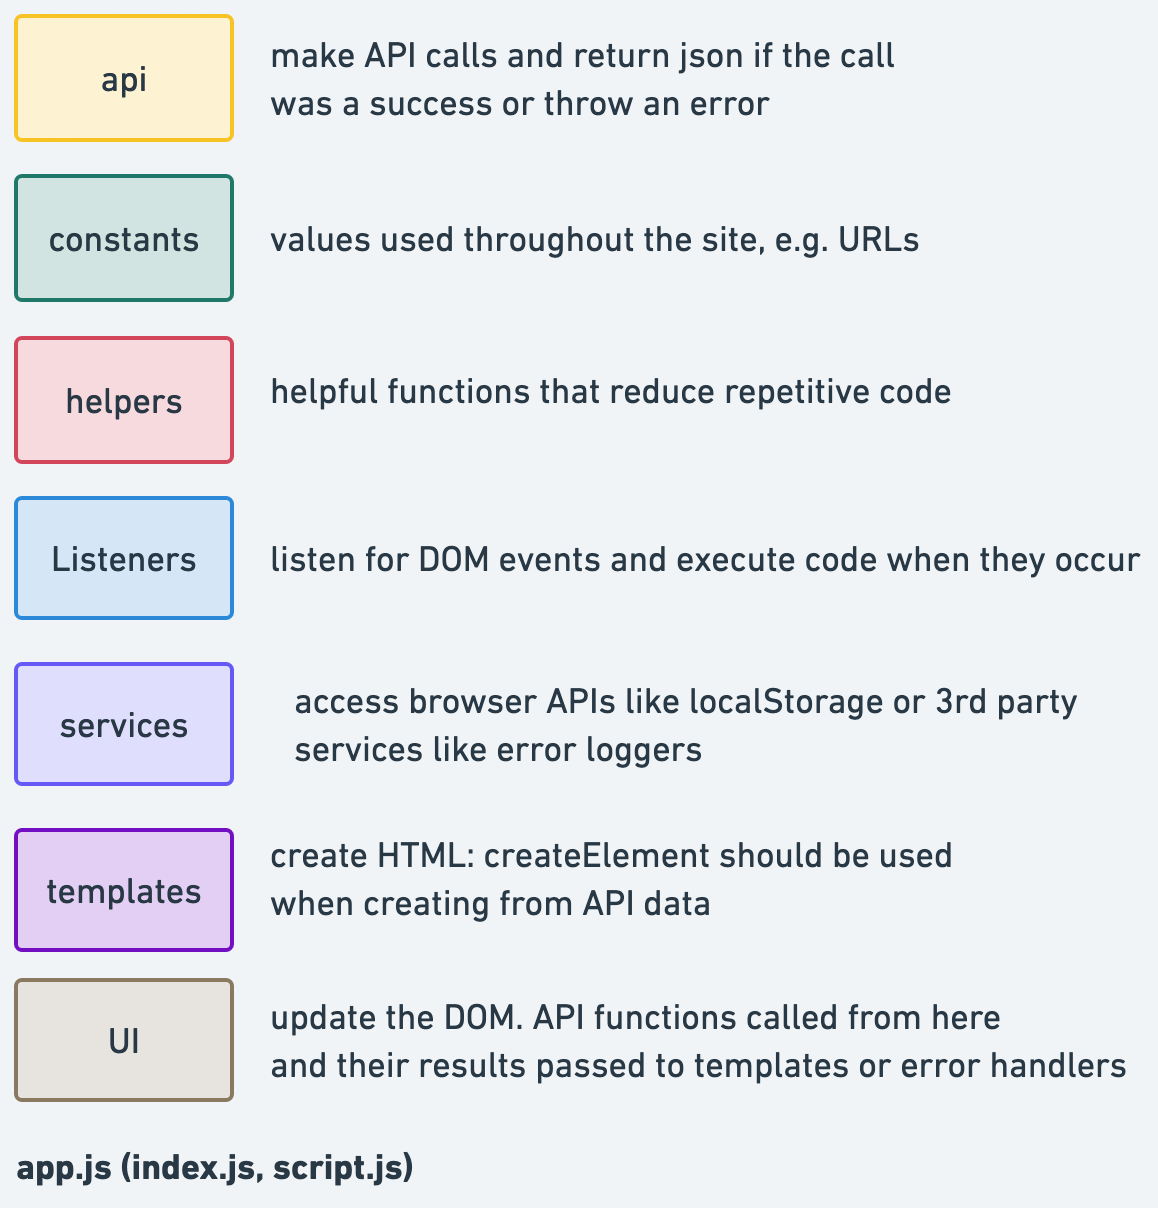 api
make API calls and return json if the call
was a success or throw an error
constants
values used throughout the site, e.g. URLs
helpers
helpful functions that reduce repetitive code
Listeners
listen for DOM events and execute code when they occur
services
access browser APIs like localStorage or 3rd party
services like error loggers
templates
create HTML: createElement should be used
when creating from API data
UI
update the DOM. API functions called from here
and their results passed to templates or error handlers
app.js (index.js, script.js)